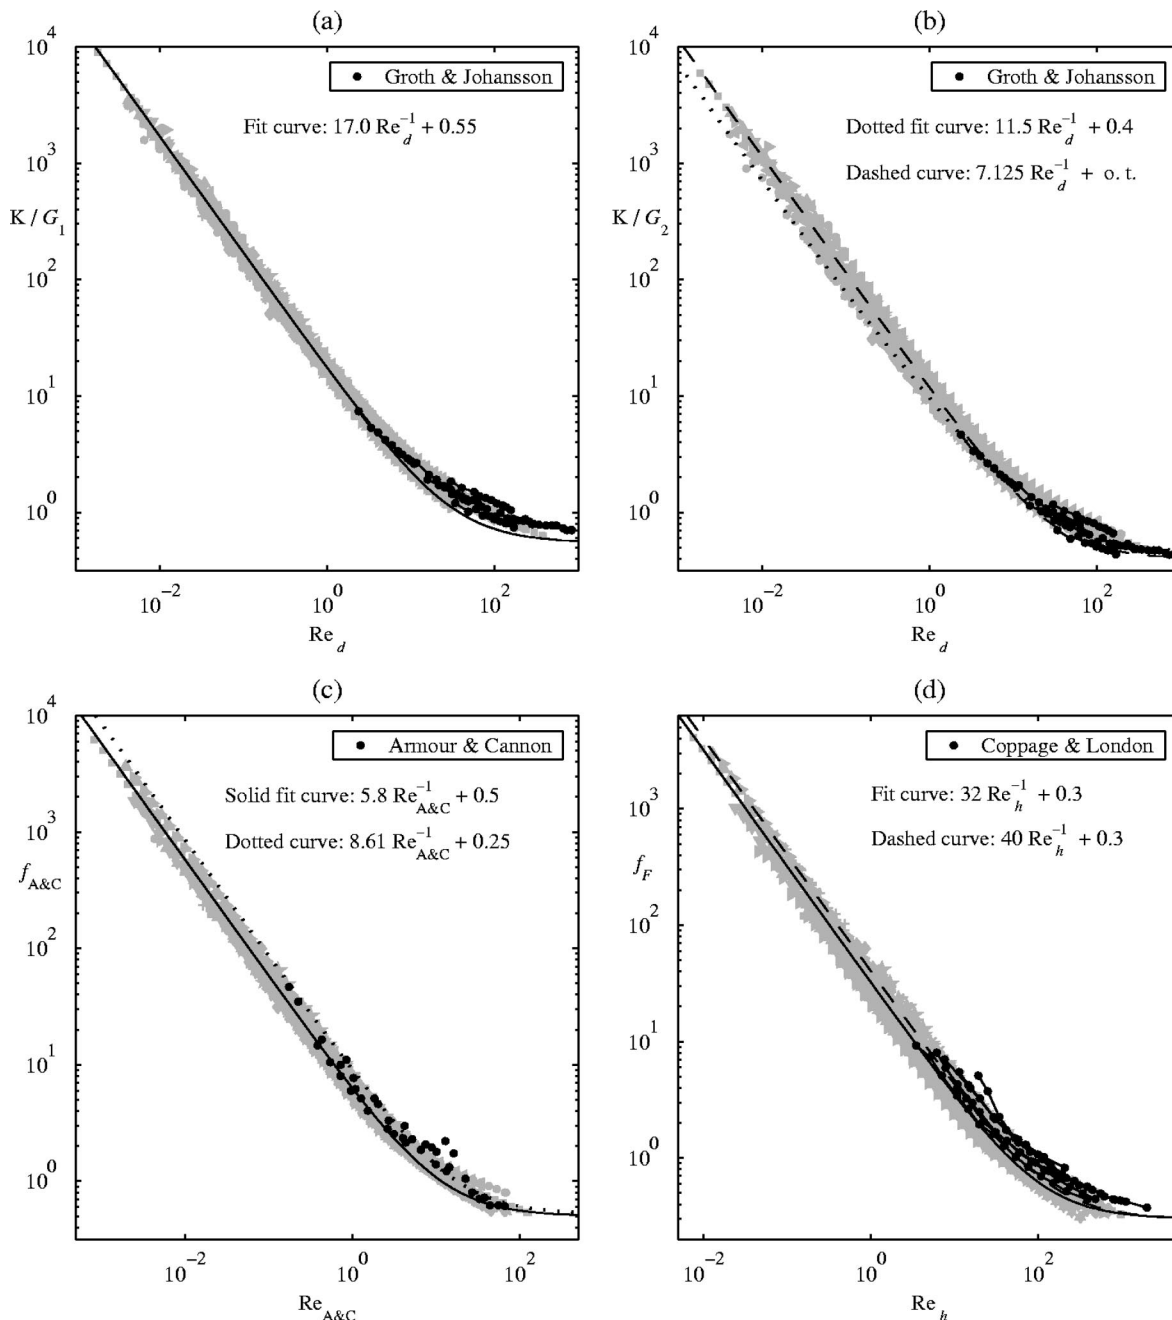 (a)
10^4
10^3
K / G_1
10^2
10^1
10^0
10^−2
10^0
10^2
Re_d
Groth & Johansson
Fit curve: 17.0 Re_d^−1 + 0.55
(b)
10^4
10^3
K / G_2
10^2
10^1
10^0
10^−2
10^0
10^2
Re_d
Groth & Johansson
Dotted fit curve: 11.5 Re_d^−1 + 0.4
Dashed curve: 7.125 Re_d^−1 + o. t.
(c)
10^4
10^3
f_A&C
10^2
10^1
10^0
10^−2
10^0
10^2
Re_A&C
Armour & Cannon
Solid fit curve: 5.8 Re_A&C^−1 + 0.5
Dotted curve: 8.61 Re_A&C^−1 + 0.25
(d)
10^3
f_F
10^2
10^1
10^0
10^−2
10^0
10^2
Re_h
Coppage & London
Fit curve: 32 Re_h^−1 + 0.3
Dashed curve: 40 Re_h^−1 + 0.3